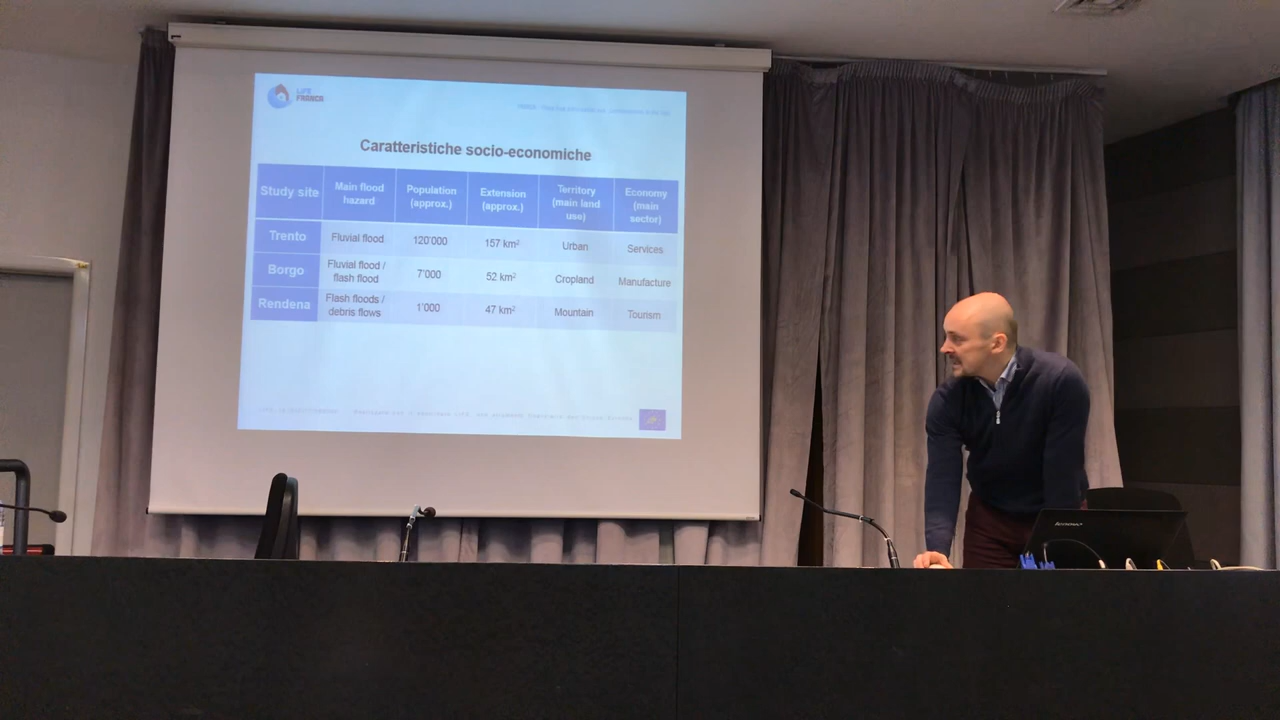 LIFE
FRANCA
Caratteristiche socio-economiche
Study site
Main flood
hazard
Population
(approx.)
Extension
(approx.)
Territory
(main land
use)
Economy
(main
sector)
Trento
Fluvial flood
120'000
157 km²
Urban
Services
Borgo
Fluvial flood /
flash flood
7'000
52 km²
Cropland
Manufacture
Rendena
Flash floods /
debris flows
1'000
47 km²
Mountain
Tourism
lenovo